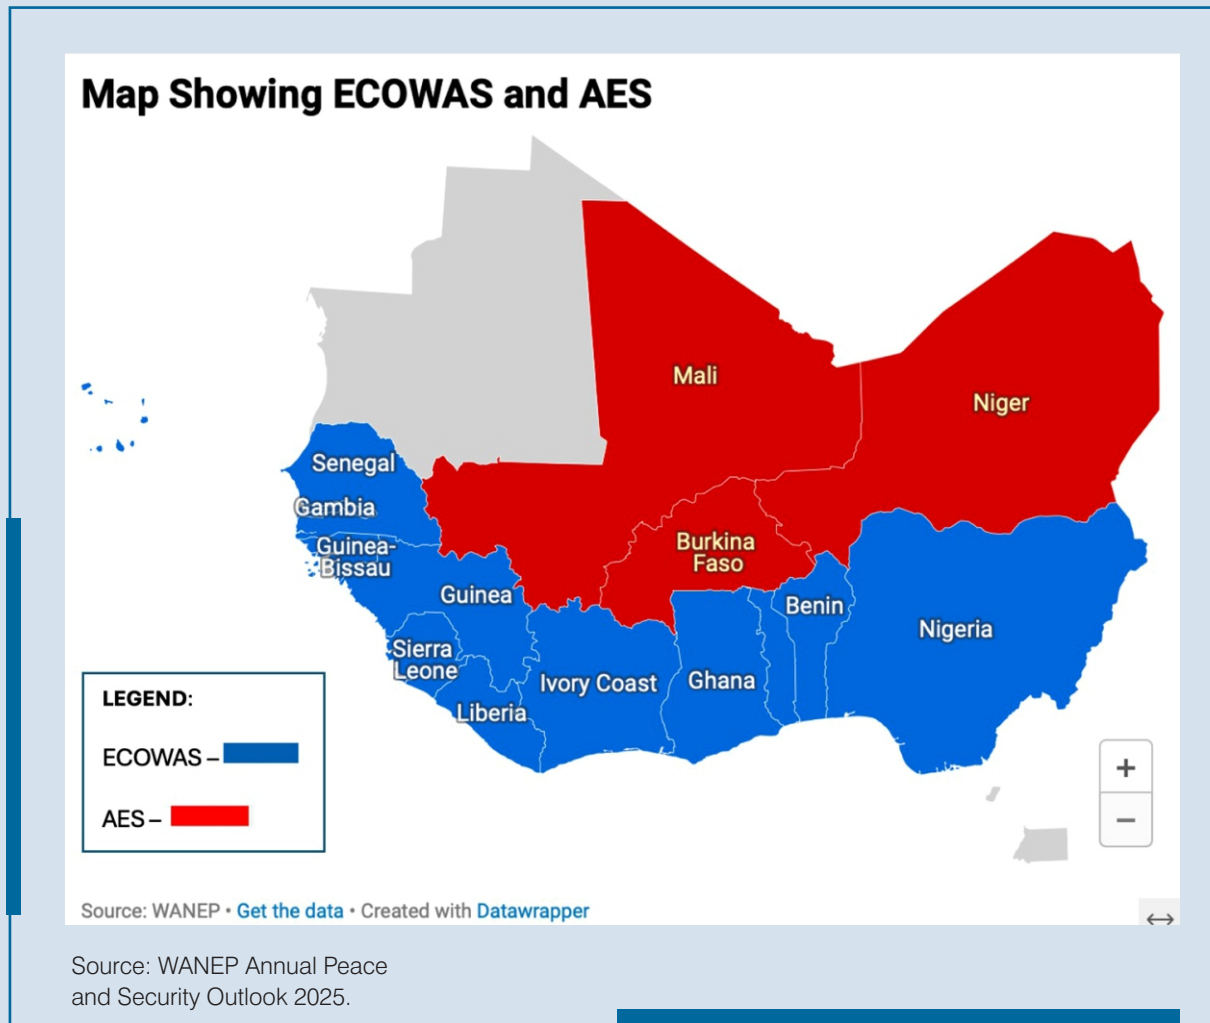 Map Showing ECOWAS and AES
Mali
Niger
Senegal
Gambia
Guinea-
Bissau
Burkina
Faso
Guinea
Benin
Nigeria
Sierra
Leone
Ivory Coast
Ghana
Liberia
LEGEND:
ECOWAS –
AES –
+
−
Source: WANEP • Get the data • Created with Datawrapper
Source: WANEP Annual Peace
and Security Outlook 2025.